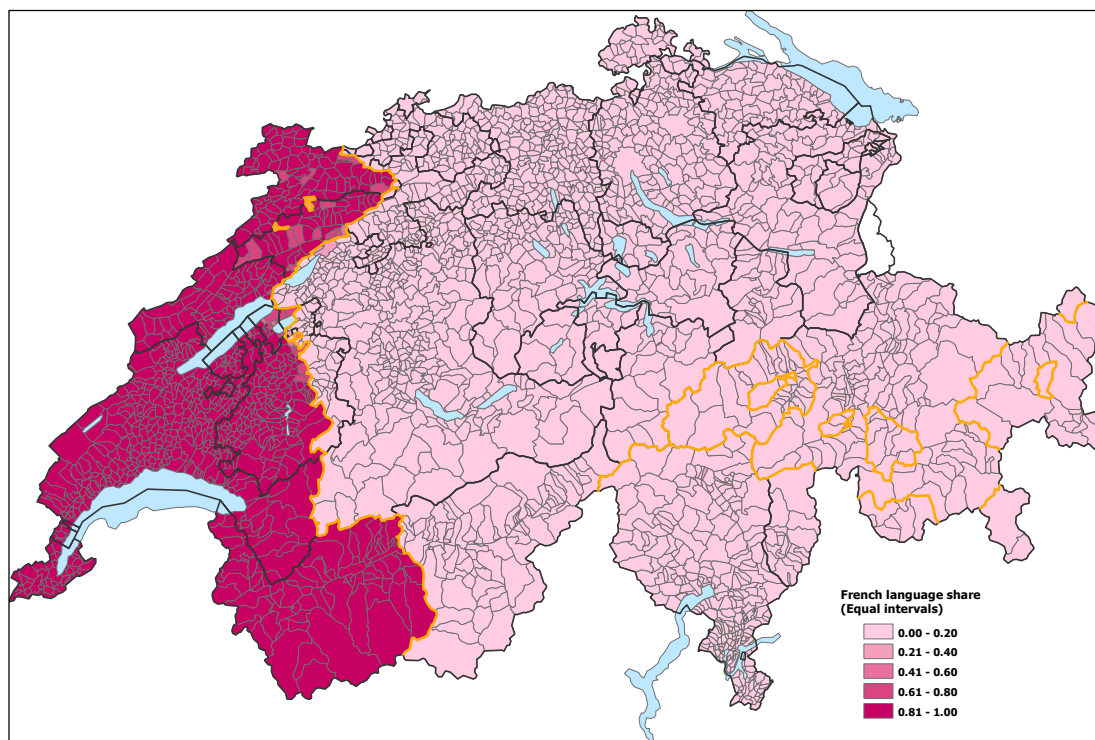 French language share
(Equal intervals)
0.00 - 0.20
0.21 - 0.40
0.41 - 0.60
0.61 - 0.80
0.81 - 1.00